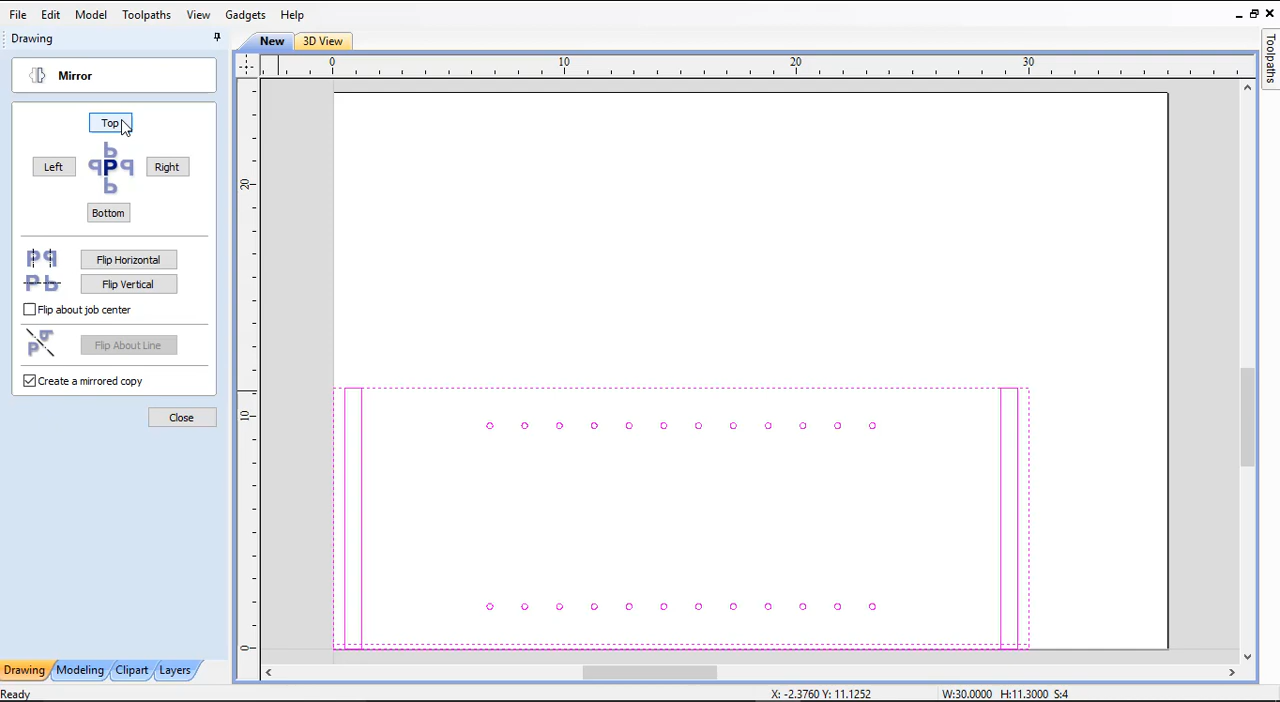 File Edit Model Toolpaths View Gadgets Help
Drawing
New 3D View
Toolpaths
Mirror
0 10 20 30
Top
Left Right
Bottom
20
Flip Horizontal
Flip Vertical
Flip about job center
Flip About Line
Create a mirrored copy
10
Close
0
Drawing Modeling Clipart Layers
Ready X: -2.3760 Y: 11.1252 W:30.0000 H:11.3000 S:4